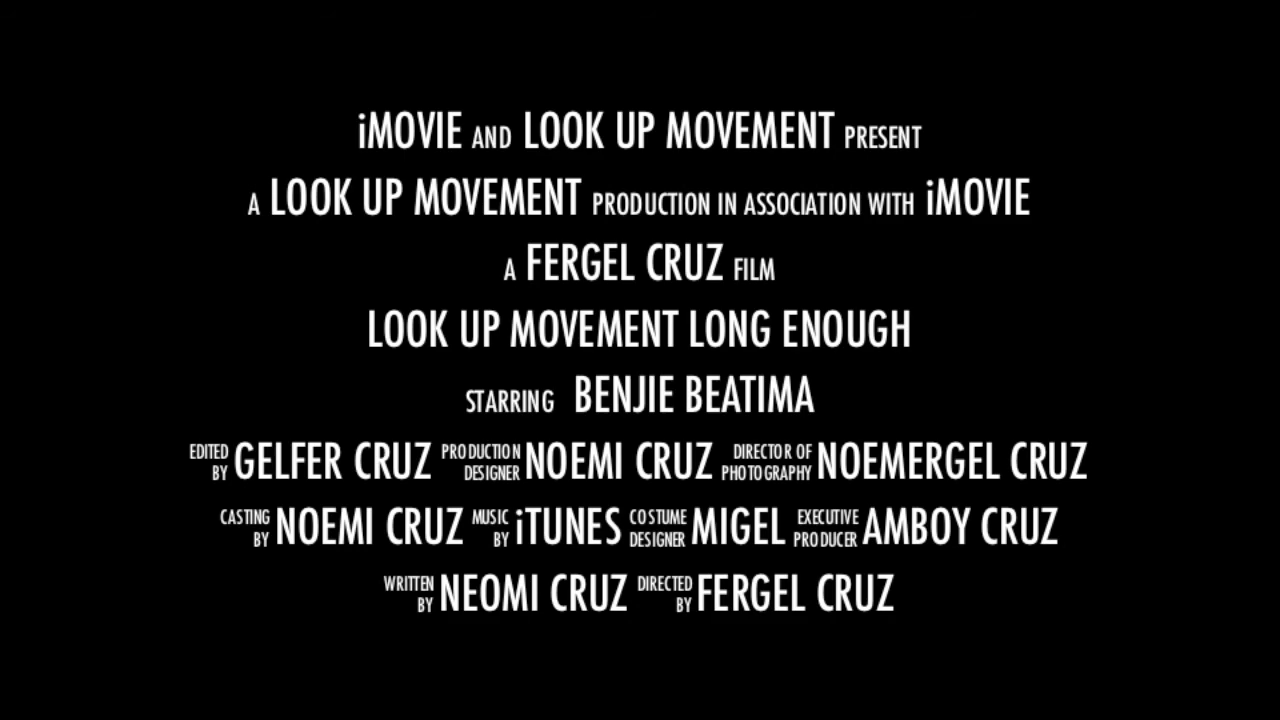 iMOVIE AND LOOK UP MOVEMENT PRESENT
A LOOK UP MOVEMENT PRODUCTION IN ASSOCIATION WITH iMOVIE
A FERGEL CRUZ FILM
LOOK UP MOVEMENT LONG ENOUGH
STARRING BENJIE BEATIMA
EDITED BY GELFER CRUZ PRODUCTION DESIGNER NOEMI CRUZ DIRECTOR OF PHOTOGRAPHY NOEMERGEL CRUZ
CASTING BY NOEMI CRUZ MUSIC BY iTUNES COSTUME DESIGNER MIGEL EXECUTIVE PRODUCER AMBOY CRUZ
WRITTEN BY NEOMI CRUZ DIRECTED BY FERGEL CRUZ